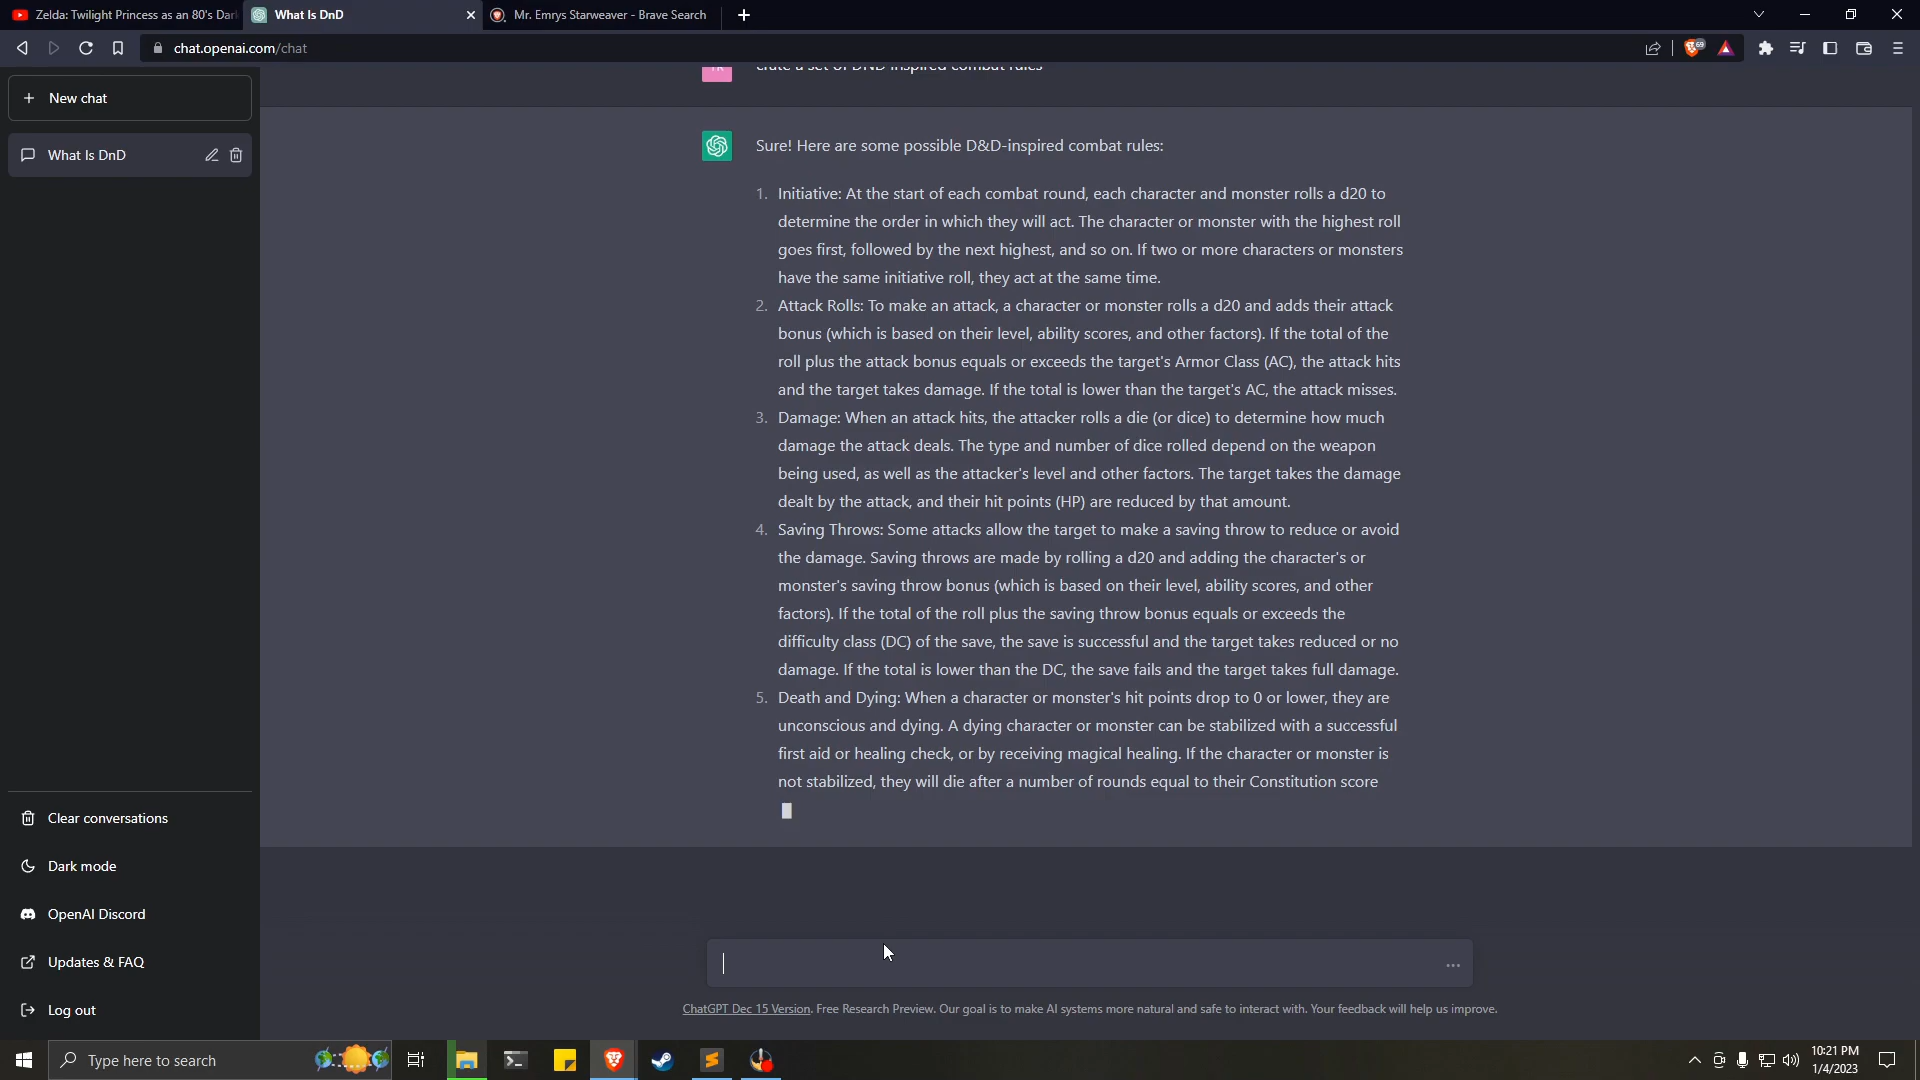 Zelda: Twilight Princess as an 80's Dark
What Is DnD
Mr. Emrys Starweaver - Brave Search
chat.openai.com/chat
69
New chat
What Is DnD
crate a set of DND inspired combat rules
Sure! Here are some possible D&D-inspired combat rules:
1. Initiative: At the start of each combat round, each character and monster rolls a d20 to
determine the order in which they will act. The character or monster with the highest roll
goes first, followed by the next highest, and so on. If two or more characters or monsters
have the same initiative roll, they act at the same time.
2. Attack Rolls: To make an attack, a character or monster rolls a d20 and adds their attack
bonus (which is based on their level, ability scores, and other factors). If the total of the
roll plus the attack bonus equals or exceeds the target's Armor Class (AC), the attack hits
and the target takes damage. If the total is lower than the target's AC, the attack misses.
3. Damage: When an attack hits, the attacker rolls a die (or dice) to determine how much
damage the attack deals. The type and number of dice rolled depend on the weapon
being used, as well as the attacker's level and other factors. The target takes the damage
dealt by the attack, and their hit points (HP) are reduced by that amount.
4. Saving Throws: Some attacks allow the target to make a saving throw to reduce or avoid
the damage. Saving throws are made by rolling a d20 and adding the character's or
monster's saving throw bonus (which is based on their level, ability scores, and other
factors). If the total of the roll plus the saving throw bonus equals or exceeds the
difficulty class (DC) of the save, the save is successful and the target takes reduced or no
damage. If the total is lower than the DC, the save fails and the target takes full damage.
5. Death and Dying: When a character or monster's hit points drop to 0 or lower, they are
unconscious and dying. A dying character or monster can be stabilized with a successful
first aid or healing check, or by receiving magical healing. If the character or monster is
not stabilized, they will die after a number of rounds equal to their Constitution score
Clear conversations
Dark mode
OpenAI Discord
Updates & FAQ
Log out
ChatGPT Dec 15 Version. Free Research Preview. Our goal is to make AI systems more natural and safe to interact with. Your feedback will help us improve.
Type here to search
10:21 PM
1/4/2023